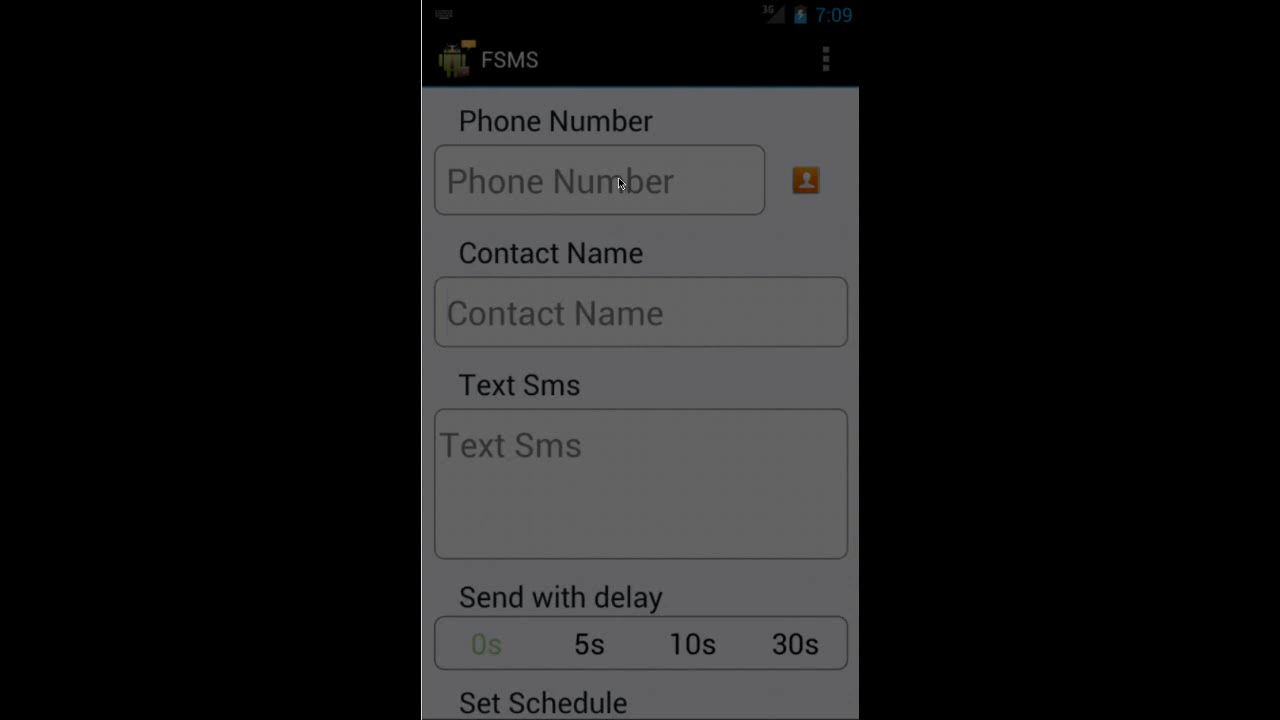 3G 7:09
FSMS
Phone Number
Phone Number
Contact Name
Contact Name
Text Sms
Text Sms
Send with delay
0s 5s 10s 30s
Set Schedule